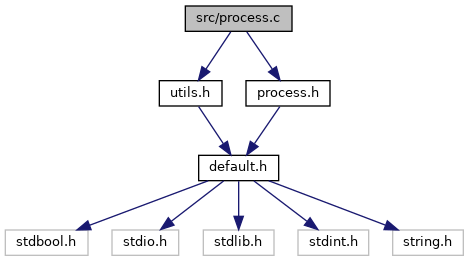 src/process.c
utils.h
process.h
default.h
stdbool.h
stdio.h
stdlib.h
stdint.h
string.h